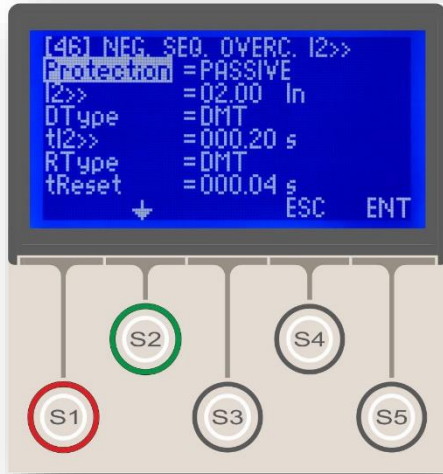 [46] NEG. SEQ. OVERC. I2>>
Protection =PASSIVE
I2>> =02.00 In
DType =DMT
tI2>> =000.20 s
RType =DMT
tReset =000.04 s
ESC ENT
S2 S4
S1 S3 S5